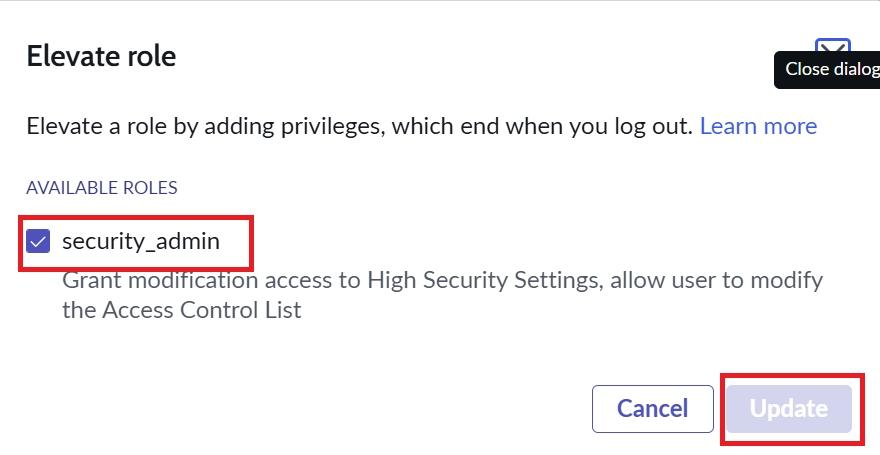 Elevate role
Close dialog
Elevate a role by adding privileges, which end when you log out. Learn more
AVAILABLE ROLES
security_admin
Grant modification access to High Security Settings, allow user to modify
the Access Control List
Cancel
Update